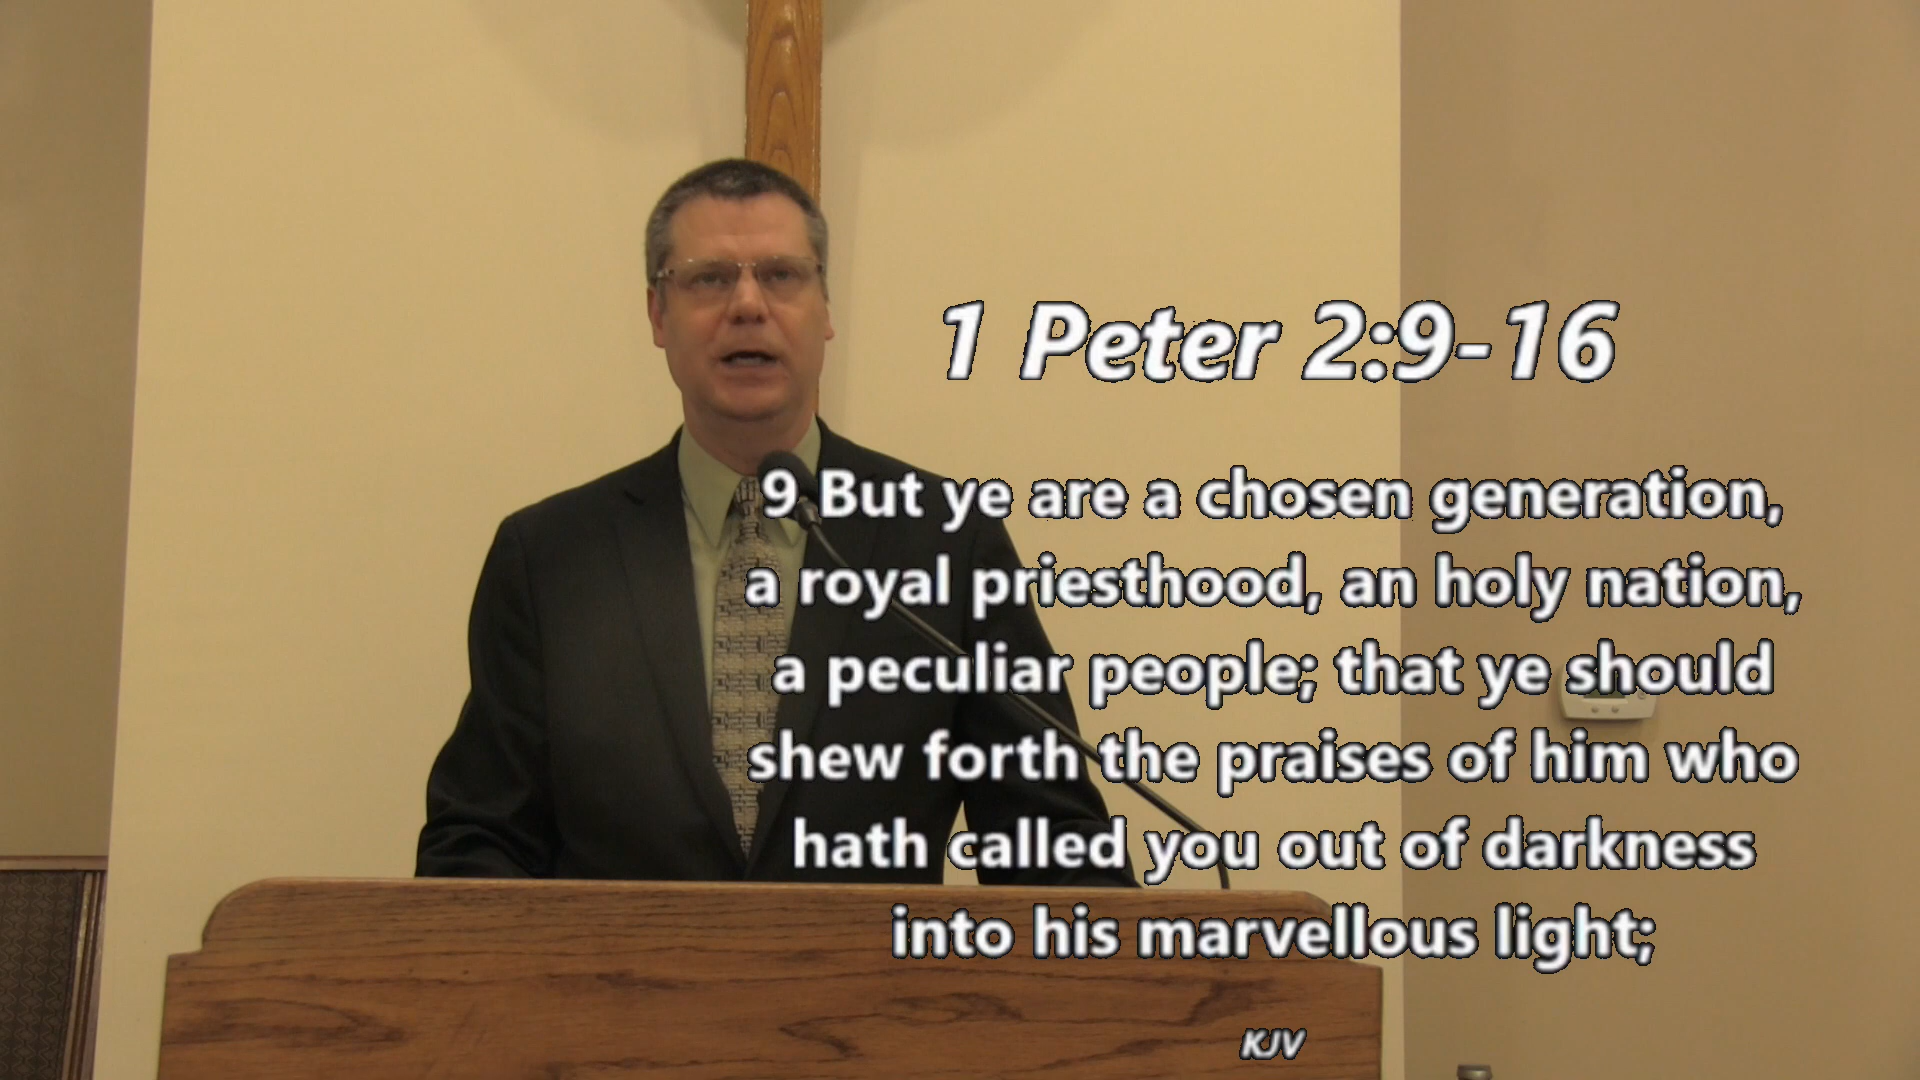 1 Peter 2:9-16
9 But ye are a chosen generation,
a royal priesthood, an holy nation,
a peculiar people; that ye should
shew forth the praises of him who
hath called you out of darkness
into his marvellous light;
KJV